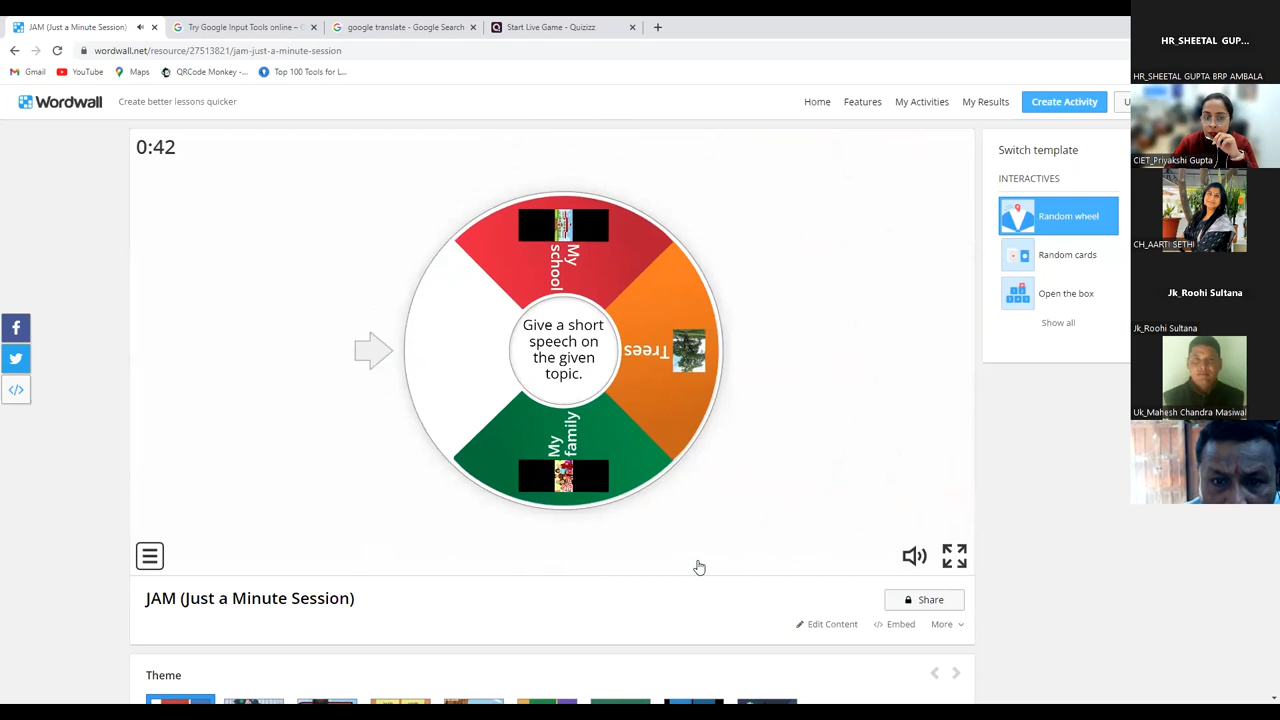 JAM (Just a Minute Session)
Try Google Input Tools online – G
google translate - Google Search
Start Live Game - Quizizz
wordwall.net/resource/27513821/jam-just-a-minute-session
Gmail
YouTube
Maps
QRCode Monkey -...
Top 100 Tools for L...
Wordwall
Create better lessons quicker
Home
Features
My Activities
My Results
Create Activity
U
0:42
My
school
Trees
My
family
Give a short
speech on
the given
topic.
Switch template
INTERACTIVES
Random wheel
Random cards
Open the box
Show all
JAM (Just a Minute Session)
Share
Edit Content
Embed
More
Theme
HR_SHEETAL GUP...
HR_SHEETAL GUPTA BRP AMBALA
CIET_Priyakshi Gupta
CH_AARTI SETHI
Jk_Roohi Sultana
Jk_Roohi Sultana
Uk_Mahesh Chandra Masiwal